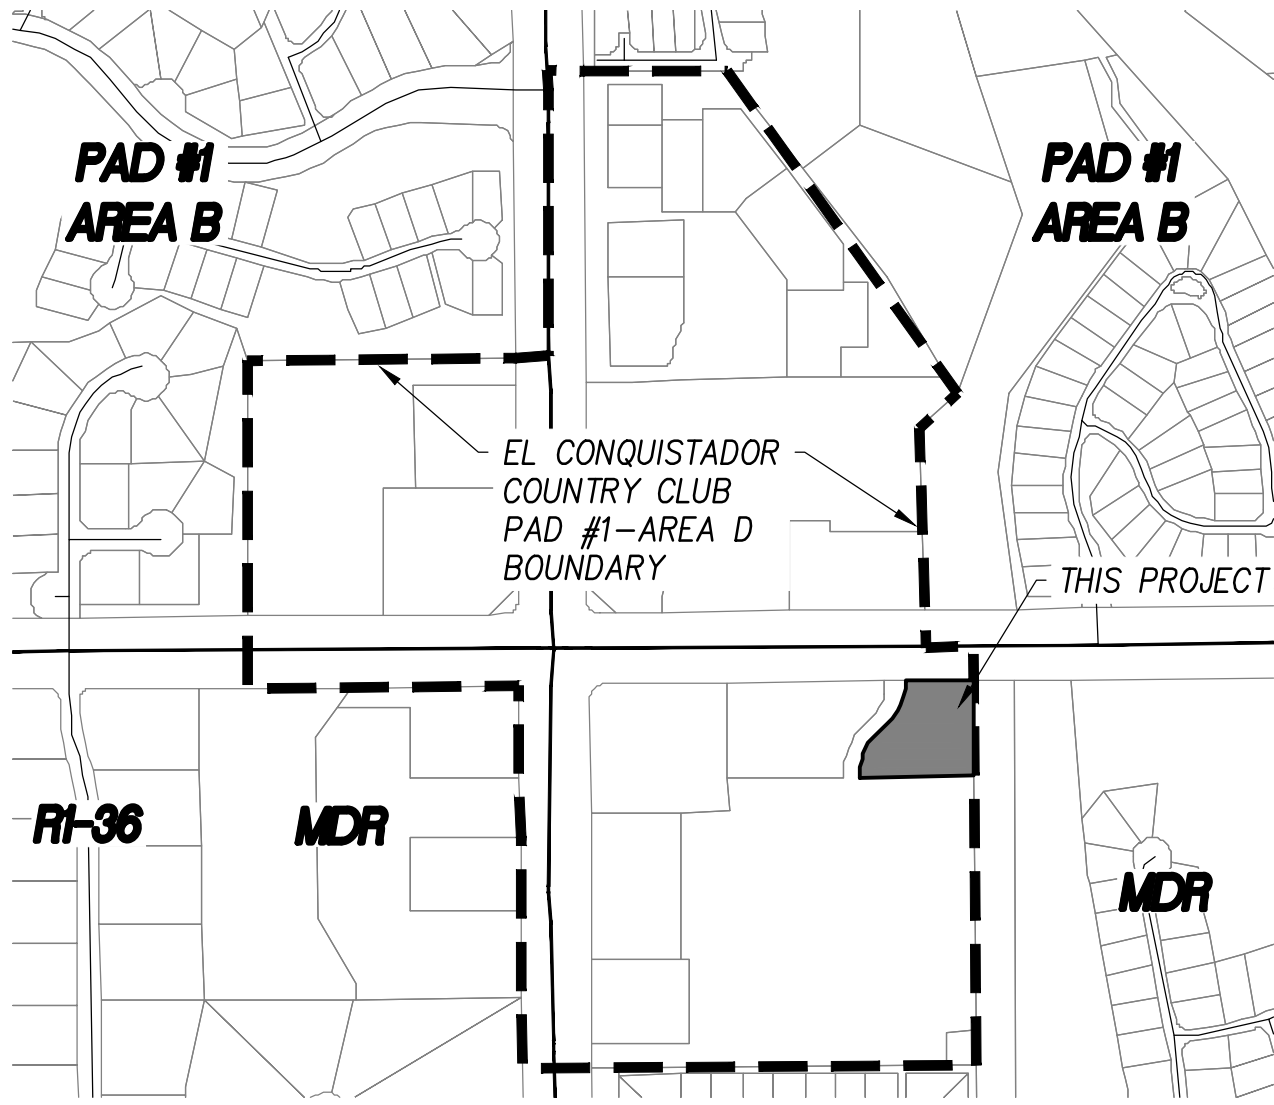 PAD #1
AREA B
PAD #1
AREA B
EL CONQUISTADOR
COUNTRY CLUB
PAD #1-AREA D
BOUNDARY
THIS PROJECT
R1-36
MDR
MDR